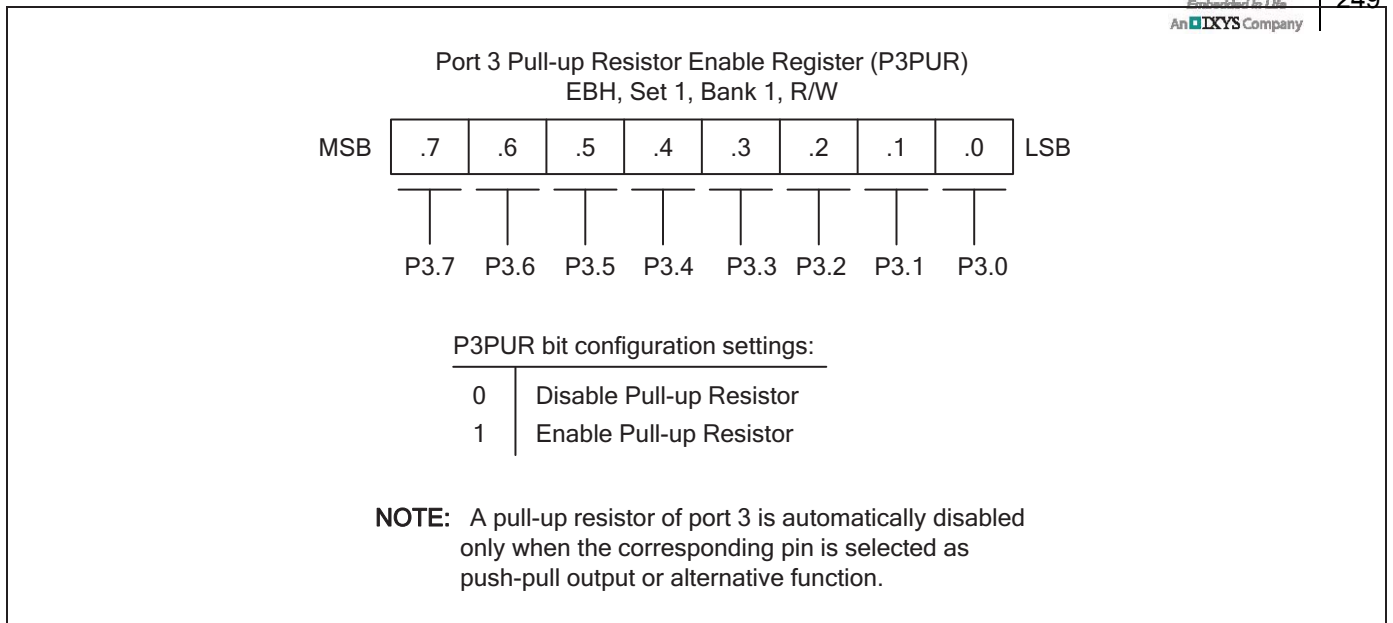 Embedded in Life
249
An IXYS Company
Port 3 Pull-up Resistor Enable Register (P3PUR)
EBH, Set 1, Bank 1, R/W
MSB .7 .6 .5 .4 .3 .2 .1 .0 LSB
P3.7 P3.6 P3.5 P3.4 P3.3 P3.2 P3.1 P3.0
P3PUR bit configuration settings:
0 Disable Pull-up Resistor
1 Enable Pull-up Resistor
NOTE: A pull-up resistor of port 3 is automatically disabled
only when the corresponding pin is selected as
push-pull output or alternative function.